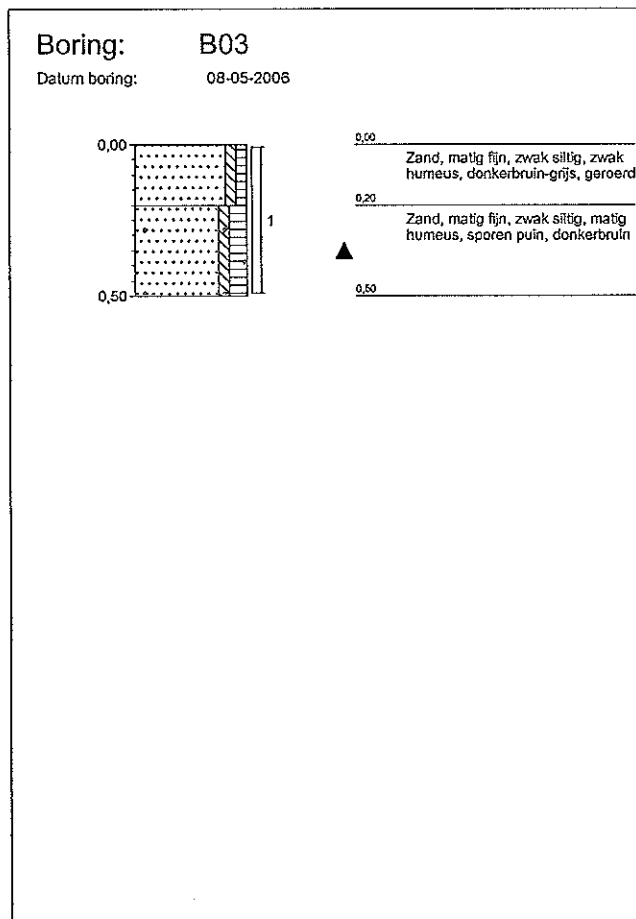 Boring: B03
Datum boring: 08-05-2006
0,00
0,50
1
0,00
Zand, matig fijn, zwak siltig, zwak
humeus, donkerbruin-grijs, geroerd
0,20
Zand, matig fijn, zwak siltig, matig
humeus, sporen puin, donkerbruin
0,50